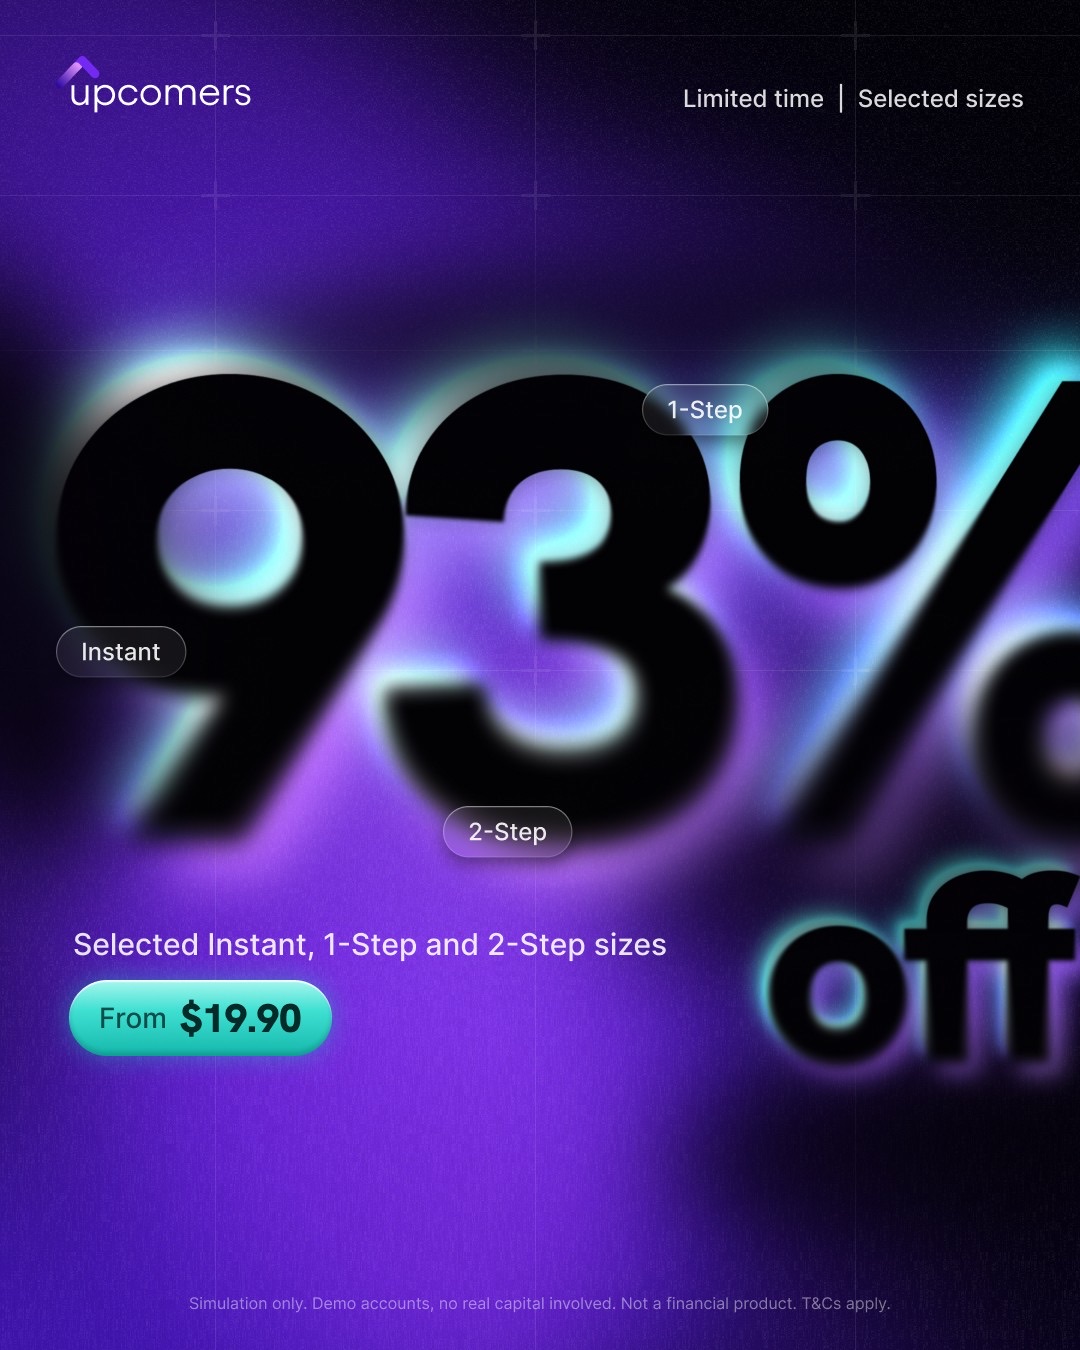 upcomers
Limited time | Selected sizes
93%
1-Step
Instant
2-Step
off
Selected Instant, 1-Step and 2-Step sizes
From $19.90
Simulation only. Demo accounts, no real capital involved. Not a financial product. T&Cs apply.